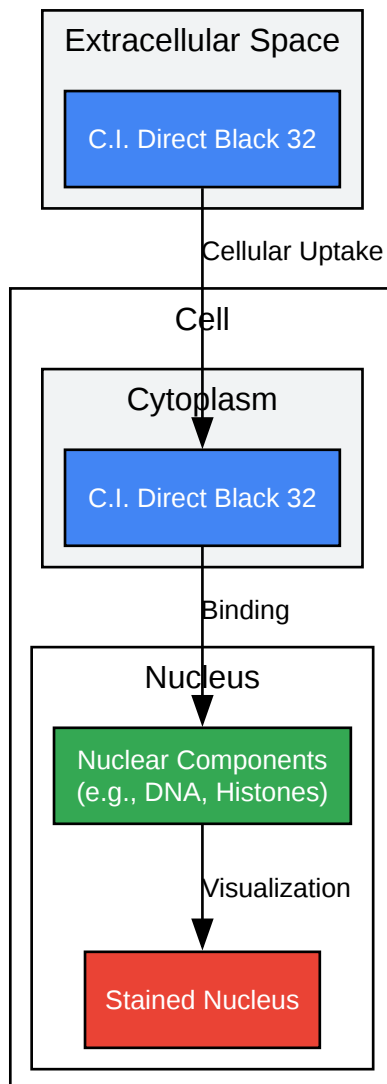 Extracellular Space
C.I. Direct Black 32
Cellular Uptake
Cell
Cytoplasm
C.I. Direct Black 32
Binding
Nucleus
Nuclear Components
(e.g., DNA, Histones)
Visualization
Stained Nucleus